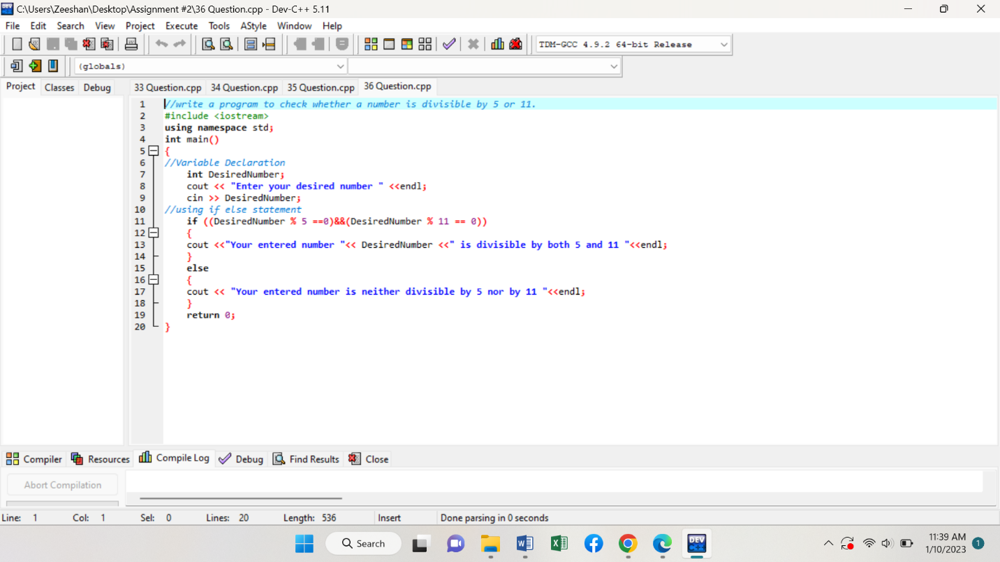 C:\Users\Zeeshan\Desktop\Assignment #2\36 Question.cpp - Dev-C++ 5.11
File Edit Search View Project Execute Tools AStyle Window Help
TDM-GCC 4.9.2 64-bit Release
(globals)
Project Classes Debug 33 Question.cpp 34 Question.cpp 35 Question.cpp 36 Question.cpp
1 //write a program to check whether a number is divisible by 5 or 11.
2 #include <iostream>
3 using namespace std;
4 int main()
5 {
6 //Variable Declaration
7 int DesiredNumber;
8 cout << "Enter your desired number " <<endl;
9 cin >> DesiredNumber;
10 //using if else statement
11 if ((DesiredNumber % 5 ==0)&&(DesiredNumber % 11 == 0))
12 {
13 cout <<"Your entered number "<< DesiredNumber <<" is divisible by both 5 and 11 "<<endl;
14 }
15 else
16 {
17 cout << "Your entered number is neither divisible by 5 nor by 11 "<<endl;
18 }
19 return 0;
20 }
Compiler Resources Compile Log Debug Find Results Close
Abort Compilation
Line: 1 Col: 1 Sel: 0 Lines: 20 Length: 536 Insert Done parsing in 0 seconds
Search DEV 11:39 AM
1/10/2023 1